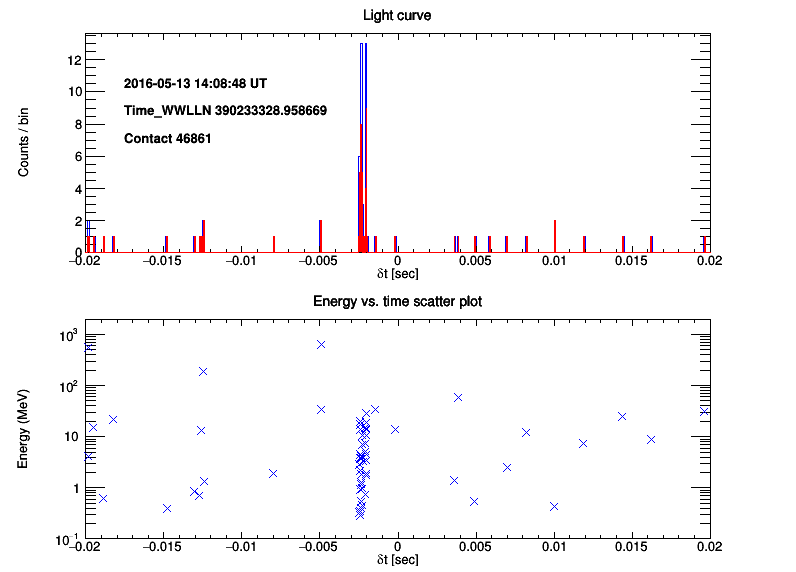 Light curve
Counts / bin
12
10
8
6
4
2
0
2016-05-13 14:08:48 UT
Time_WWLLN 390233328.958669
Contact 46861
−0.02 −0.015 −0.01 −0.005 0 0.005 0.01 0.015 0.02
δt [sec]
Energy vs. time scatter plot
Energy (MeV)
10³
10²
10
1
10⁻¹
−0.02 −0.015 −0.01 −0.005 0 0.005 0.01 0.015 0.02
δt [sec]